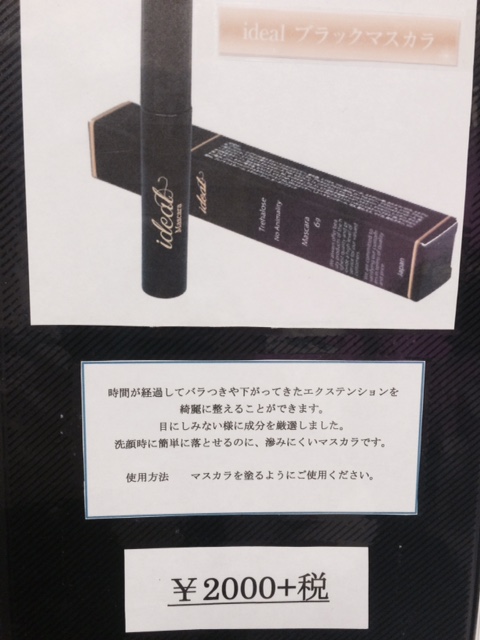 ideal ブラックマスカラ
ideal
Mascara
ideal
Trehalose
No Animality
Mascara
6g
Japan
時間が経過してバラつきや下がってきたエクステンションを
綺麗に整えることができます。
目にしみない様に成分を厳選しました。
洗顔時に簡単に落とせるのに、滲みにくいマスカラです。
使用方法　　マスカラを塗るようにご使用ください。
￥2000+税